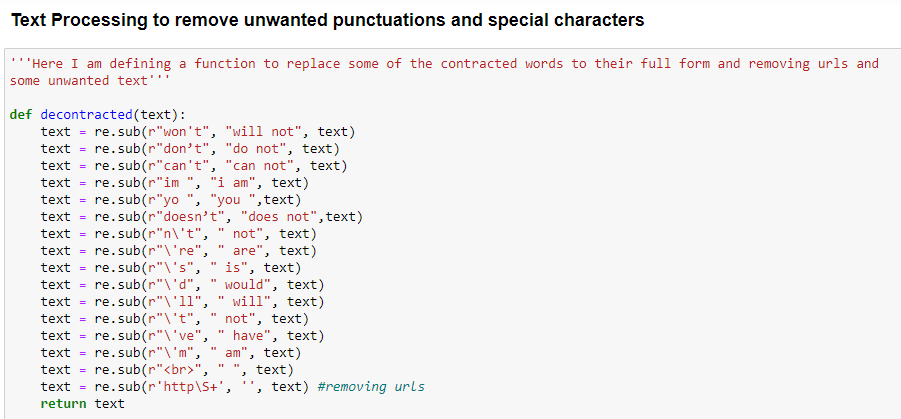 Text Processing to remove unwanted punctuations and special characters
'''Here I am defining a function to replace some of the contracted words to their full form and removing urls and
some unwanted text'''
def decontracted(text):
    text = re.sub(r"won't", "will not", text)
    text = re.sub(r"don’t", "do not", text)
    text = re.sub(r"can't", "can not", text)
    text = re.sub(r"im ", "i am", text)
    text = re.sub(r"yo ", "you ",text)
    text = re.sub(r"doesn’t", "does not",text)
    text = re.sub(r"n\'t", " not", text)
    text = re.sub(r"\'re", " are", text)
    text = re.sub(r"\'s", " is", text)
    text = re.sub(r"\'d", " would", text)
    text = re.sub(r"\'ll", " will", text)
    text = re.sub(r"\'t", " not", text)
    text = re.sub(r"\'ve", " have", text)
    text = re.sub(r"\'m", " am", text)
    text = re.sub(r"<br>", " ", text)
    text = re.sub(r'http\S+', '', text) #removing urls
    return text